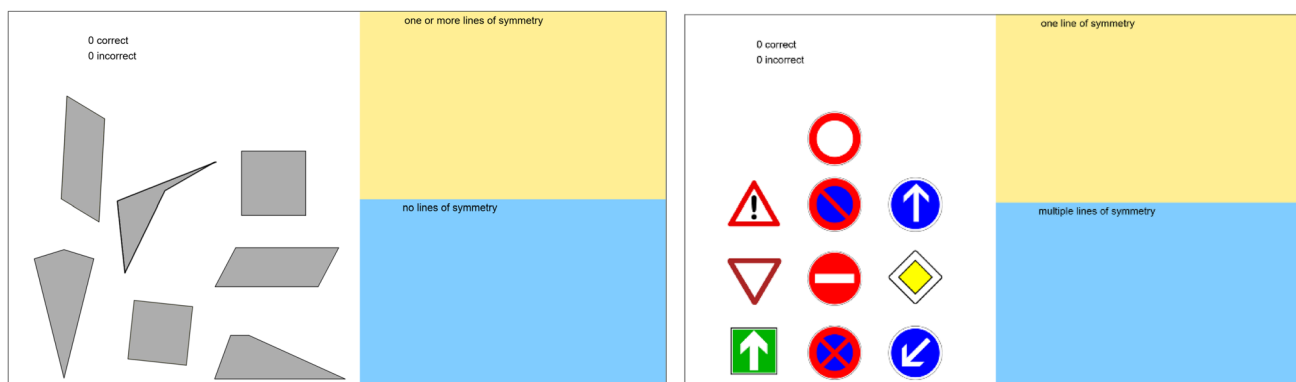 one or more lines of symmetry
0 correct
0 incorrect
no lines of symmetry
one line of symmetry
0 correct
0 incorrect
multiple lines of symmetry